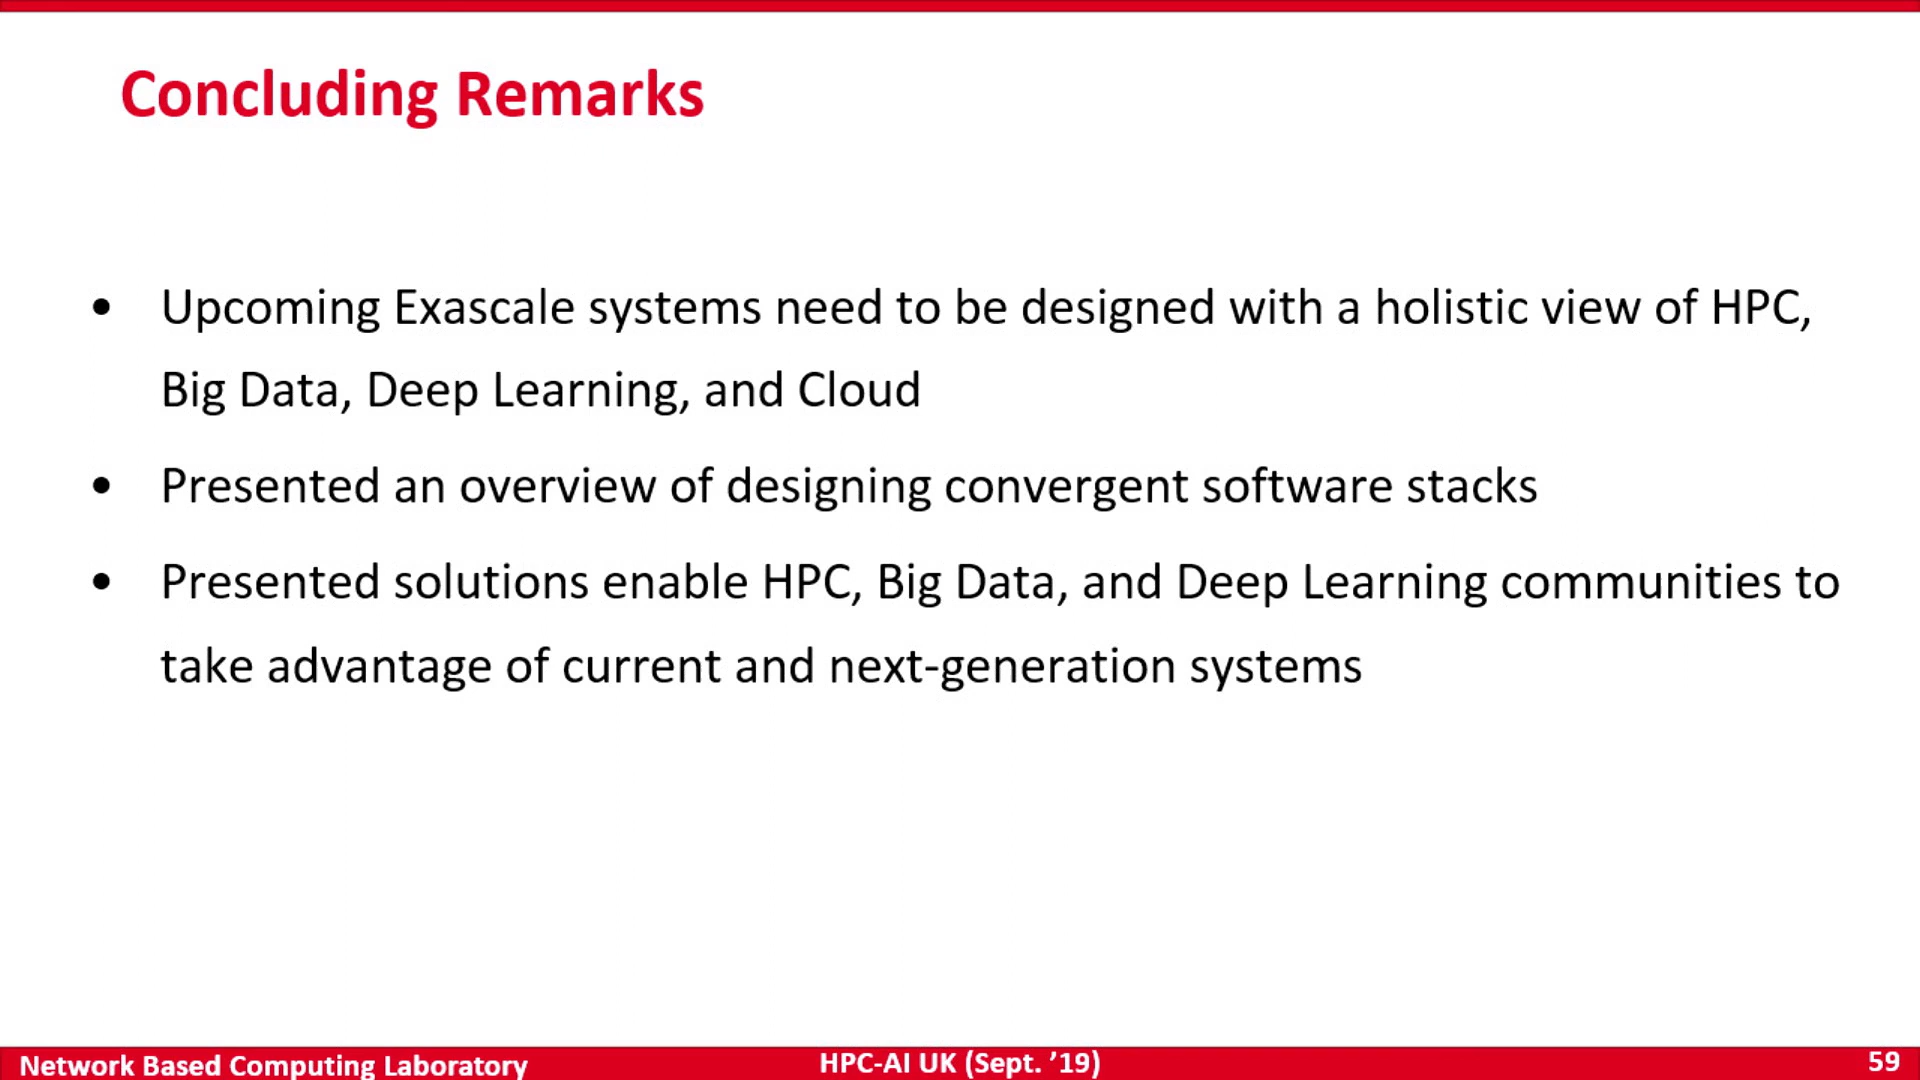 Concluding Remarks
• Upcoming Exascale systems need to be designed with a holistic view of HPC,
Big Data, Deep Learning, and Cloud
• Presented an overview of designing convergent software stacks
• Presented solutions enable HPC, Big Data, and Deep Learning communities to
take advantage of current and next-generation systems
Network Based Computing Laboratory
HPC-AI UK (Sept. ’19)
59